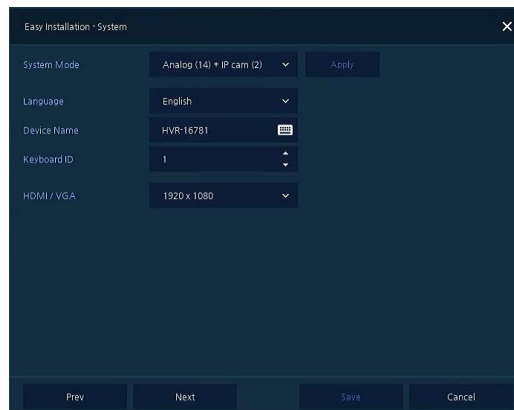 Easy Installation · System
System Mode Analog (14) + IP cam (2) Apply
Language English
Device Name HVR-16781
Keyboard ID 1
HDMI / VGA 1920 x 1080
Prev Next Save Cancel